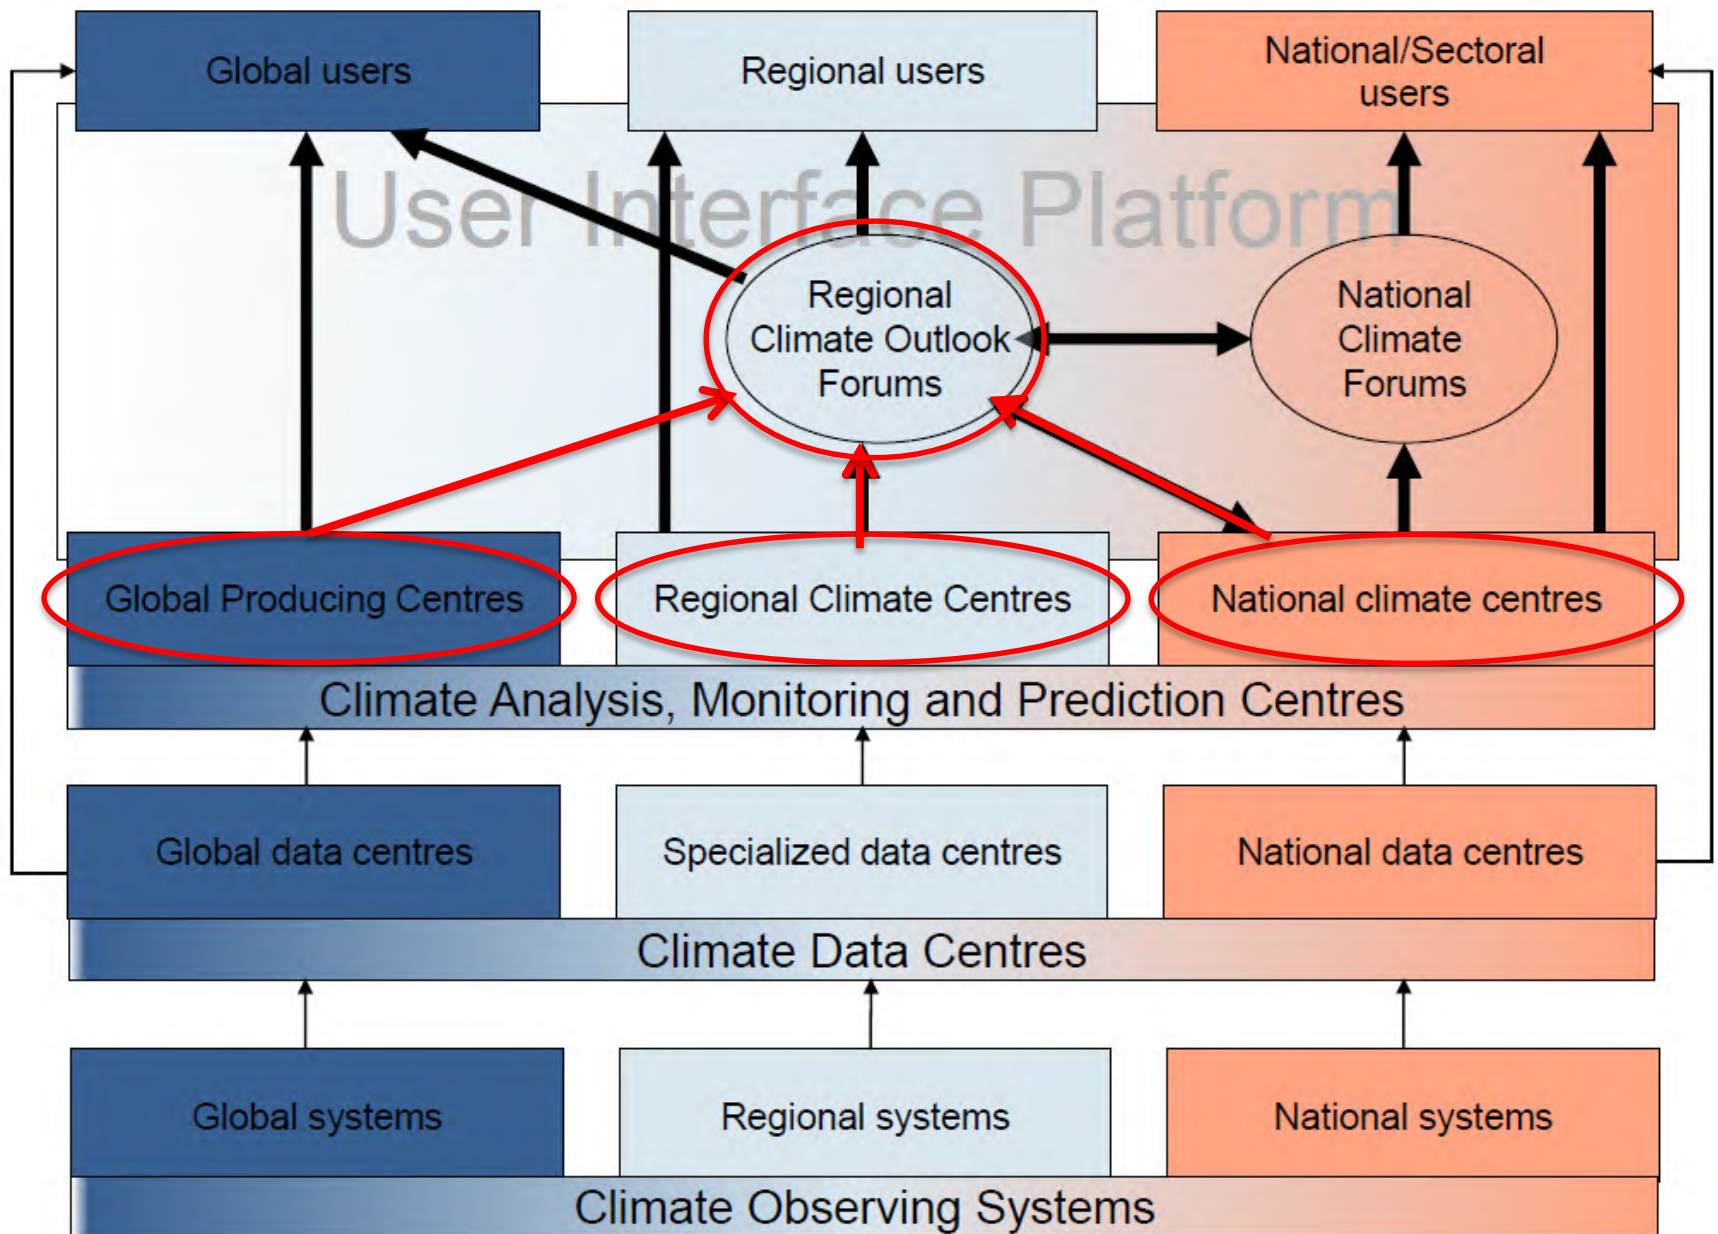 Global users
Regional users
National/Sectoral
users
User Interface Platform
Regional
Climate Outlook
Forums
National
Climate
Forums
Global Producing Centres
Regional Climate Centres
National climate centres
Climate Analysis, Monitoring and Prediction Centres
Global data centres
Specialized data centres
National data centres
Climate Data Centres
Global systems
Regional systems
National systems
Climate Observing Systems